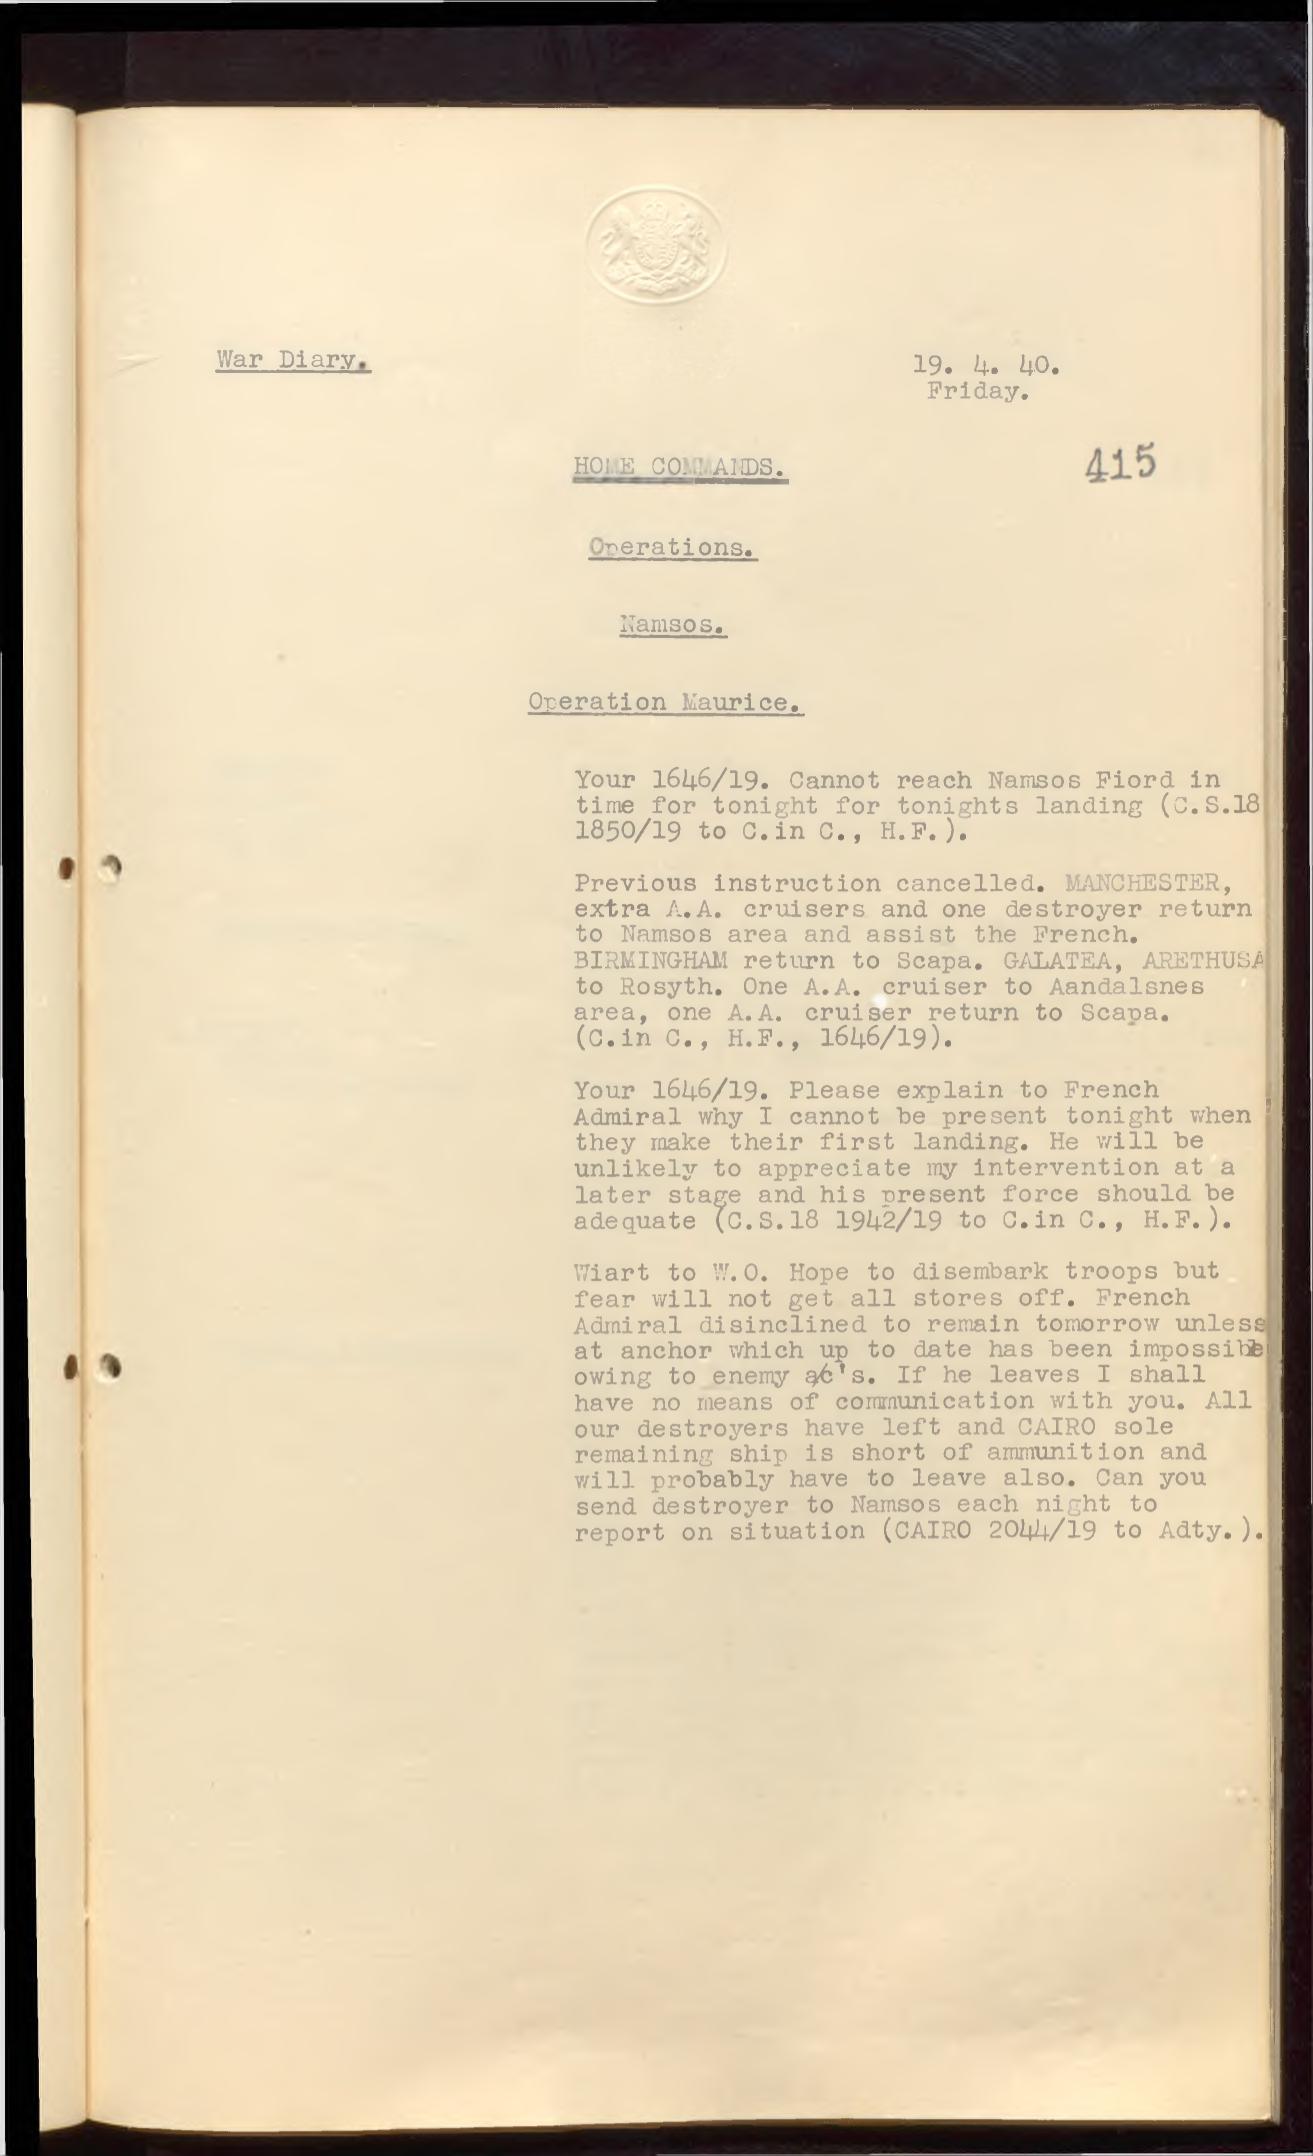 War Diary.
19. 4. 40.
Friday.
HOME COMMANDS.
415
Operations.
Namsos.
Operation Maurice.
Your 1646/19. Cannot reach Namsos Fiord in
time for tonight for tonights landing (C.S.18
1850/19 to C.in C., H.F.).
Previous instruction cancelled. MANCHESTER,
extra A.A. cruisers and one destroyer return
to Namsos area and assist the French.
BIRMINGHAM return to Scapa. GALATEA, ARETHUSA
to Rosyth. One A.A. cruiser to Aandalsnes
area, one A.A. cruiser return to Scapa.
(C.in C., H.F., 1646/19).
Your 1646/19. Please explain to French
Admiral why I cannot be present tonight when
they make their first landing. He will be
unlikely to appreciate my intervention at a
later stage and his present force should be
adequate (C.S.18 1942/19 to C.in C., H.F.).
Wiart to W.O. Hope to disembark troops but
fear will not get all stores off. French
Admiral disinclined to remain tomorrow unless
at anchor which up to date has been impossible
owing to enemy a/c's. If he leaves I shall
have no means of communication with you. All
our destroyers have left and CAIRO sole
remaining ship is short of ammunition and
will probably have to leave also. Can you
send destroyer to Namsos each night to
report on situation (CAIRO 2044/19 to Adty.).